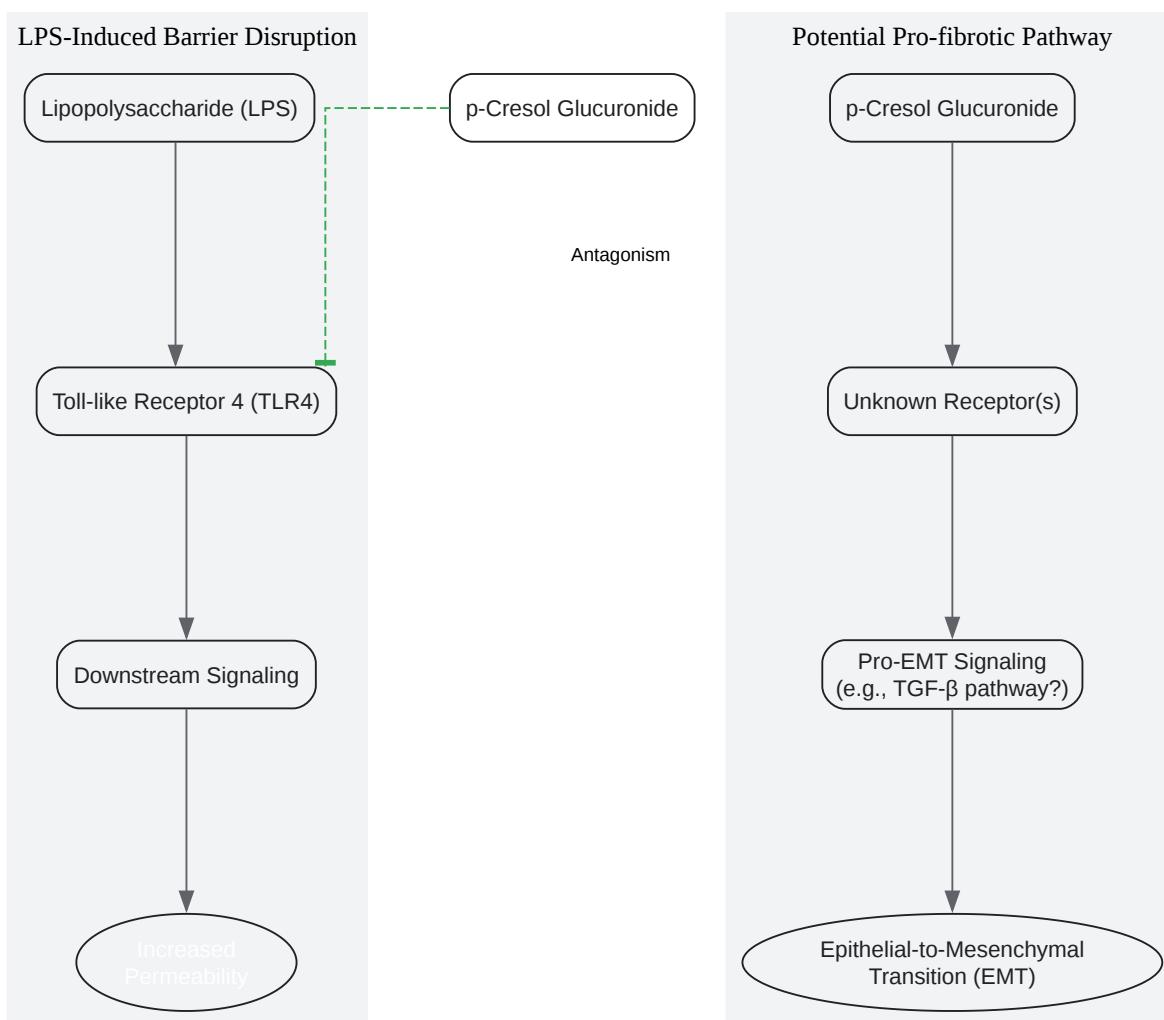 LPS-Induced Barrier Disruption
Lipopolysaccharide (LPS)
Toll-like Receptor 4 (TLR4)
Downstream Signaling
Increased
Permeability
p-Cresol Glucuronide
Antagonism
Potential Pro-fibrotic Pathway
p-Cresol Glucuronide
Unknown Receptor(s)
Pro-EMT Signaling
(e.g., TGF-β pathway?)
Epithelial-to-Mesenchymal
Transition (EMT)